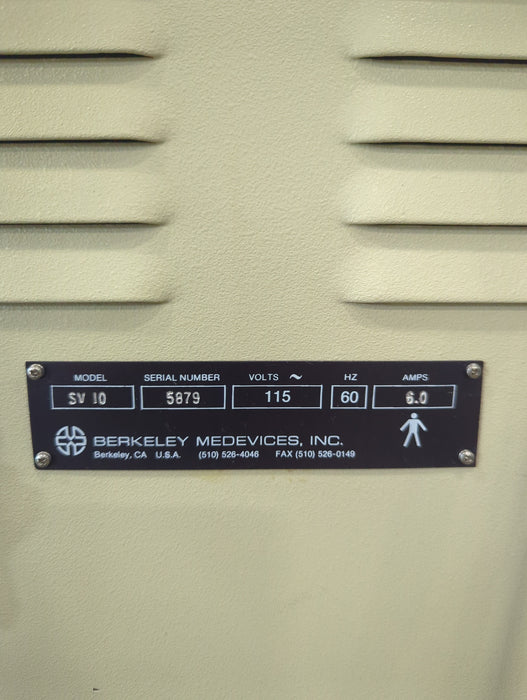 MODEL SERIAL NUMBER VOLTS ~ HZ AMPS
SV 10 5879 115 60 6.0
BERKELEY MEDEVICES, INC.
Berkeley, CA U.S.A. (510) 526-4046 FAX (510) 526-0149